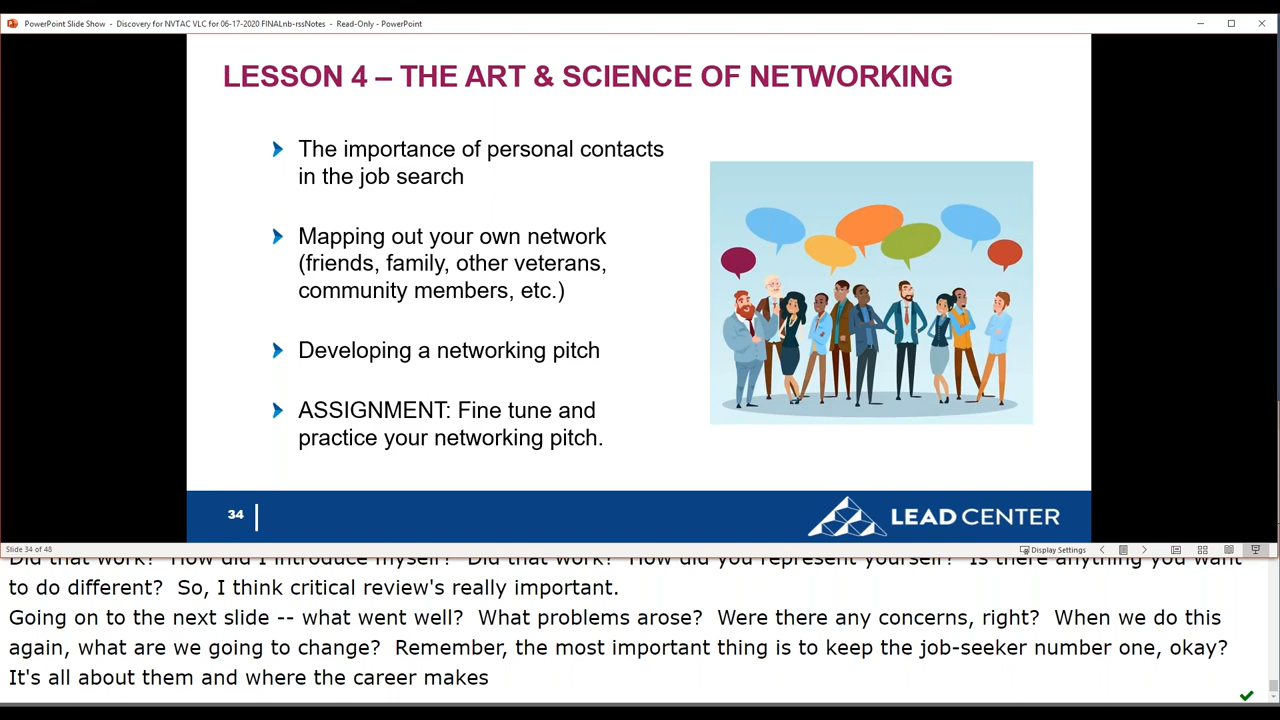 PowerPoint Slide Show - Discovery for NVTAC VLC for 06-17-2020 FINALnb-rssNotes - Read-Only - PowerPoint
LESSON 4 – THE ART & SCIENCE OF NETWORKING
The importance of personal contacts
in the job search
Mapping out your own network
(friends, family, other veterans,
community members, etc.)
Developing a networking pitch
ASSIGNMENT: Fine tune and
practice your networking pitch.
34
LEAD CENTER
Slide 34 of 48
Display Settings
Did that work? How did I introduce myself? Did that work? How did you represent yourself? Is there anything you want
to do different? So, I think critical review's really important.
Going on to the next slide -- what went well? What problems arose? Were there any concerns, right? When we do this
again, what are we going to change? Remember, the most important thing is to keep the job-seeker number one, okay?
It's all about them and where the career makes